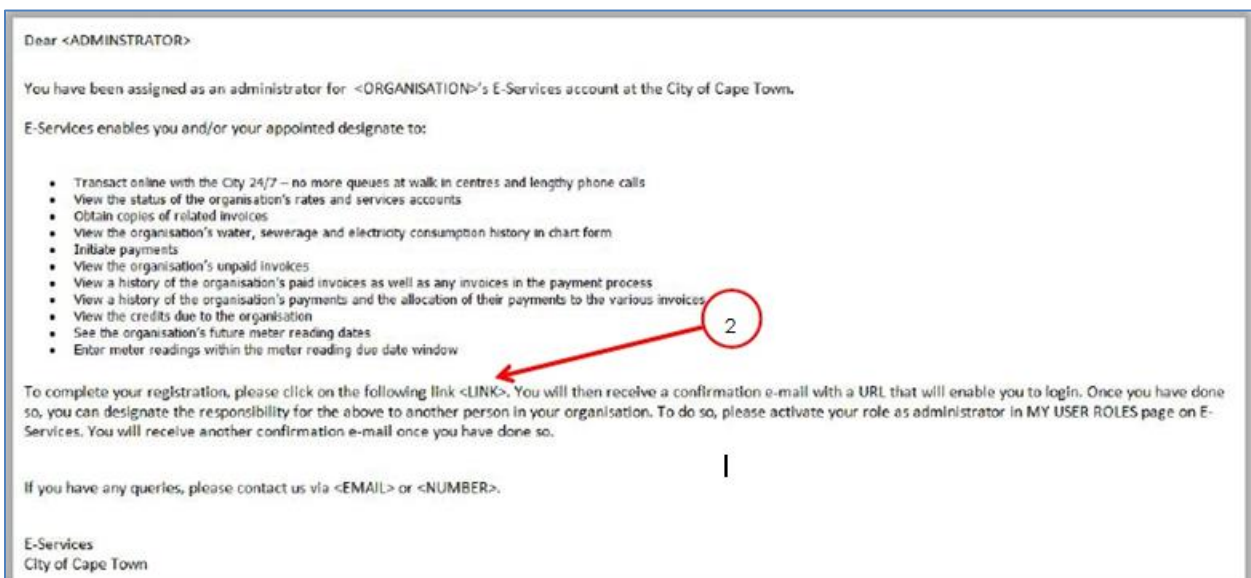 Dear <ADMINSTRATOR>
You have been assigned as an administrator for <ORGANISATION>'s E-Services account at the City of Cape Town.
E-Services enables you and/or your appointed designate to:
• Transact online with the City 24/7 – no more queues at walk in centres and lengthy phone calls
• View the status of the organisation's rates and services accounts
• Obtain copies of related invoices
• View the organisation's water, sewerage and electricity consumption history in chart form
• Initiate payments
• View the organisation's unpaid invoices
• View a history of the organisation's paid invoices as well as any invoices in the payment process
• View a history of the organisation's payments and the allocation of their payments to the various invoices
• View the credits due to the organisation
2
• See the organisation's future meter reading dates
• Enter meter readings within the meter reading due date window
To complete your registration, please click on the following link <LINK>. You will then receive a confirmation e-mail with a URL that will enable you to login. Once you have done
so, you can designate the responsibility for the above to another person in your organisation. To do so, please activate your role as administrator in MY USER ROLES page on E-
Services. You will receive another confirmation e-mail once you have done so.
If you have any queries, please contact us via <EMAIL> or <NUMBER>.
E-Services
City of Cape Town